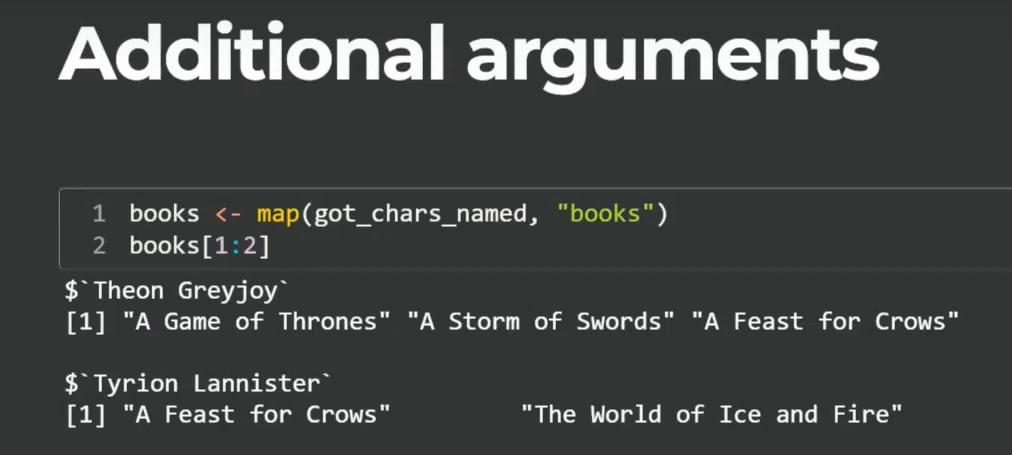 Additional arguments
1 books <- map(got_chars_named, "books")
2 books[1:2]
$`Theon Greyjoy`
[1] "A Game of Thrones" "A Storm of Swords" "A Feast for Crows"
$`Tyrion Lannister`
[1] "A Feast for Crows"         "The World of Ice and Fire"